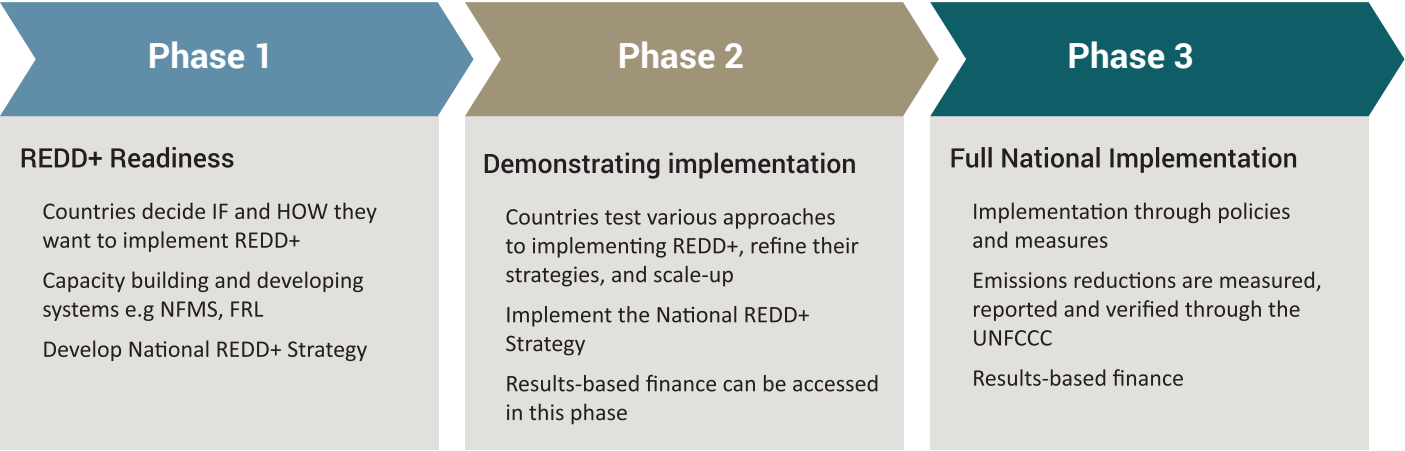 Phase 1
REDD+ Readiness
Countries decide IF and HOW they
want to implement REDD+
Capacity building and developing
systems e.g NFMS, FRL
Develop National REDD+ Strategy
Phase 2
Demonstrating implementation
Countries test various approaches
to implementing REDD+, refine their
strategies, and scale-up
Implement the National REDD+
Strategy
Results-based finance can be accessed
in this phase
Phase 3
Full National Implementation
Implementation through policies
and measures
Emissions reductions are measured,
reported and verified through the
UNFCCC
Results-based finance